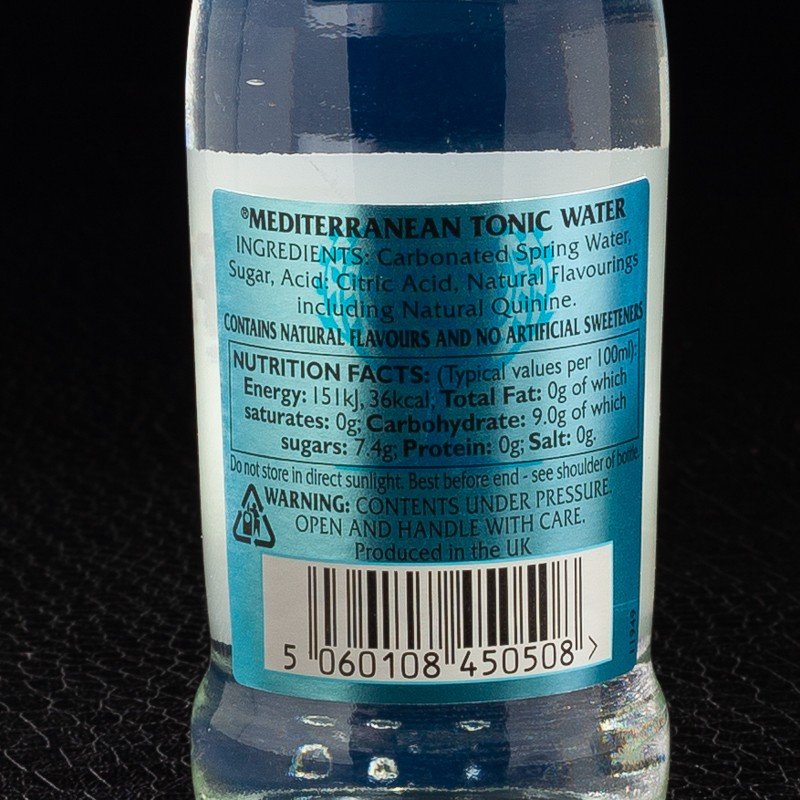 ®MEDITERRANEAN TONIC WATER
INGREDIENTS: Carbonated Spring Water,
Sugar, Acid: Citric Acid, Natural Flavourings
including Natural Quinine.
CONTAINS NATURAL FLAVOURS AND NO ARTIFICIAL SWEETENERS
NUTRITION FACTS: (Typical values per 100ml):
Energy: 151kJ, 36kcal; Total Fat: 0g of which
saturates: 0g; Carbohydrate: 9.0g of which
sugars: 7.4g; Protein: 0g; Salt: 0g.
Do not store in direct sunlight. Best before end - see shoulder of bottle.
WARNING: CONTENTS UNDER PRESSURE.
OPEN AND HANDLE WITH CARE.
Produced in the UK
5 060108 450508 >